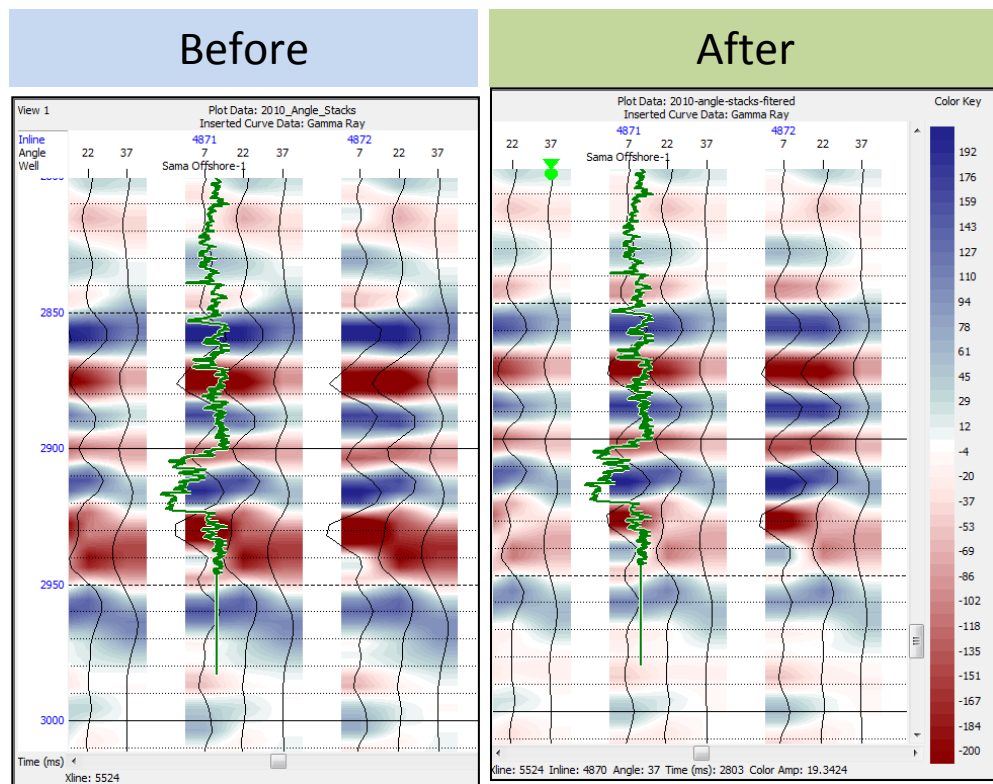 Before
After
View 1
Plot Data: 2010_Angle_Stacks
Inserted Curve Data: Gamma Ray
Inline 4871 4872
Angle 22 37 7 22 37 7 22 37
Well Sama Offshore-1
2850
2900
2950
3000
Time (ms)
Xline: 5524
Plot Data: 2010-angle-stacks-fitered
Inserted Curve Data: Gamma Ray
4871 4872
22 37 7 22 37 7 22 37
Sama Offshore-1
Color Key
192
176
159
143
127
110
94
78
61
45
29
12
-4
-20
-37
-53
-69
-86
-102
-118
-135
-151
-167
-184
-200
Xline: 5524 Inline: 4870 Angle: 37 Time (ms): 2803 Color Amp: 19.3424